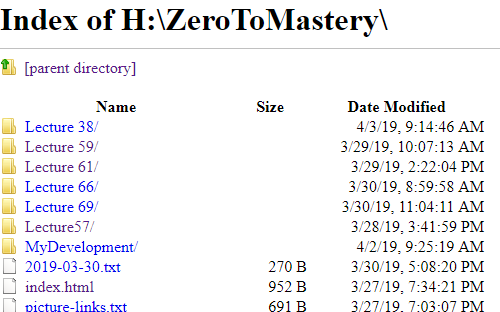 Index of H:\ZeroToMastery\
[parent directory]
Name Size Date Modified
Lecture 38/ 4/3/19, 9:14:46 AM
Lecture 59/ 3/29/19, 10:07:13 AM
Lecture 61/ 3/29/19, 2:22:04 PM
Lecture 66/ 3/30/19, 8:59:58 AM
Lecture 69/ 3/30/19, 11:04:11 AM
Lecture57/ 3/28/19, 3:41:59 PM
MyDevelopment/ 4/2/19, 9:25:19 AM
2019-03-30.txt 270 B 3/30/19, 5:08:20 PM
index.html 952 B 3/27/19, 7:34:21 PM
picture-links.txt 691 B 3/27/19, 7:03:07 PM